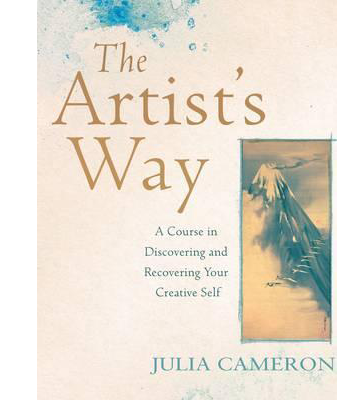 The
Artist's
Way
A Course in
Discovering and
Recovering Your
Creative Self
JULIA CAMERON